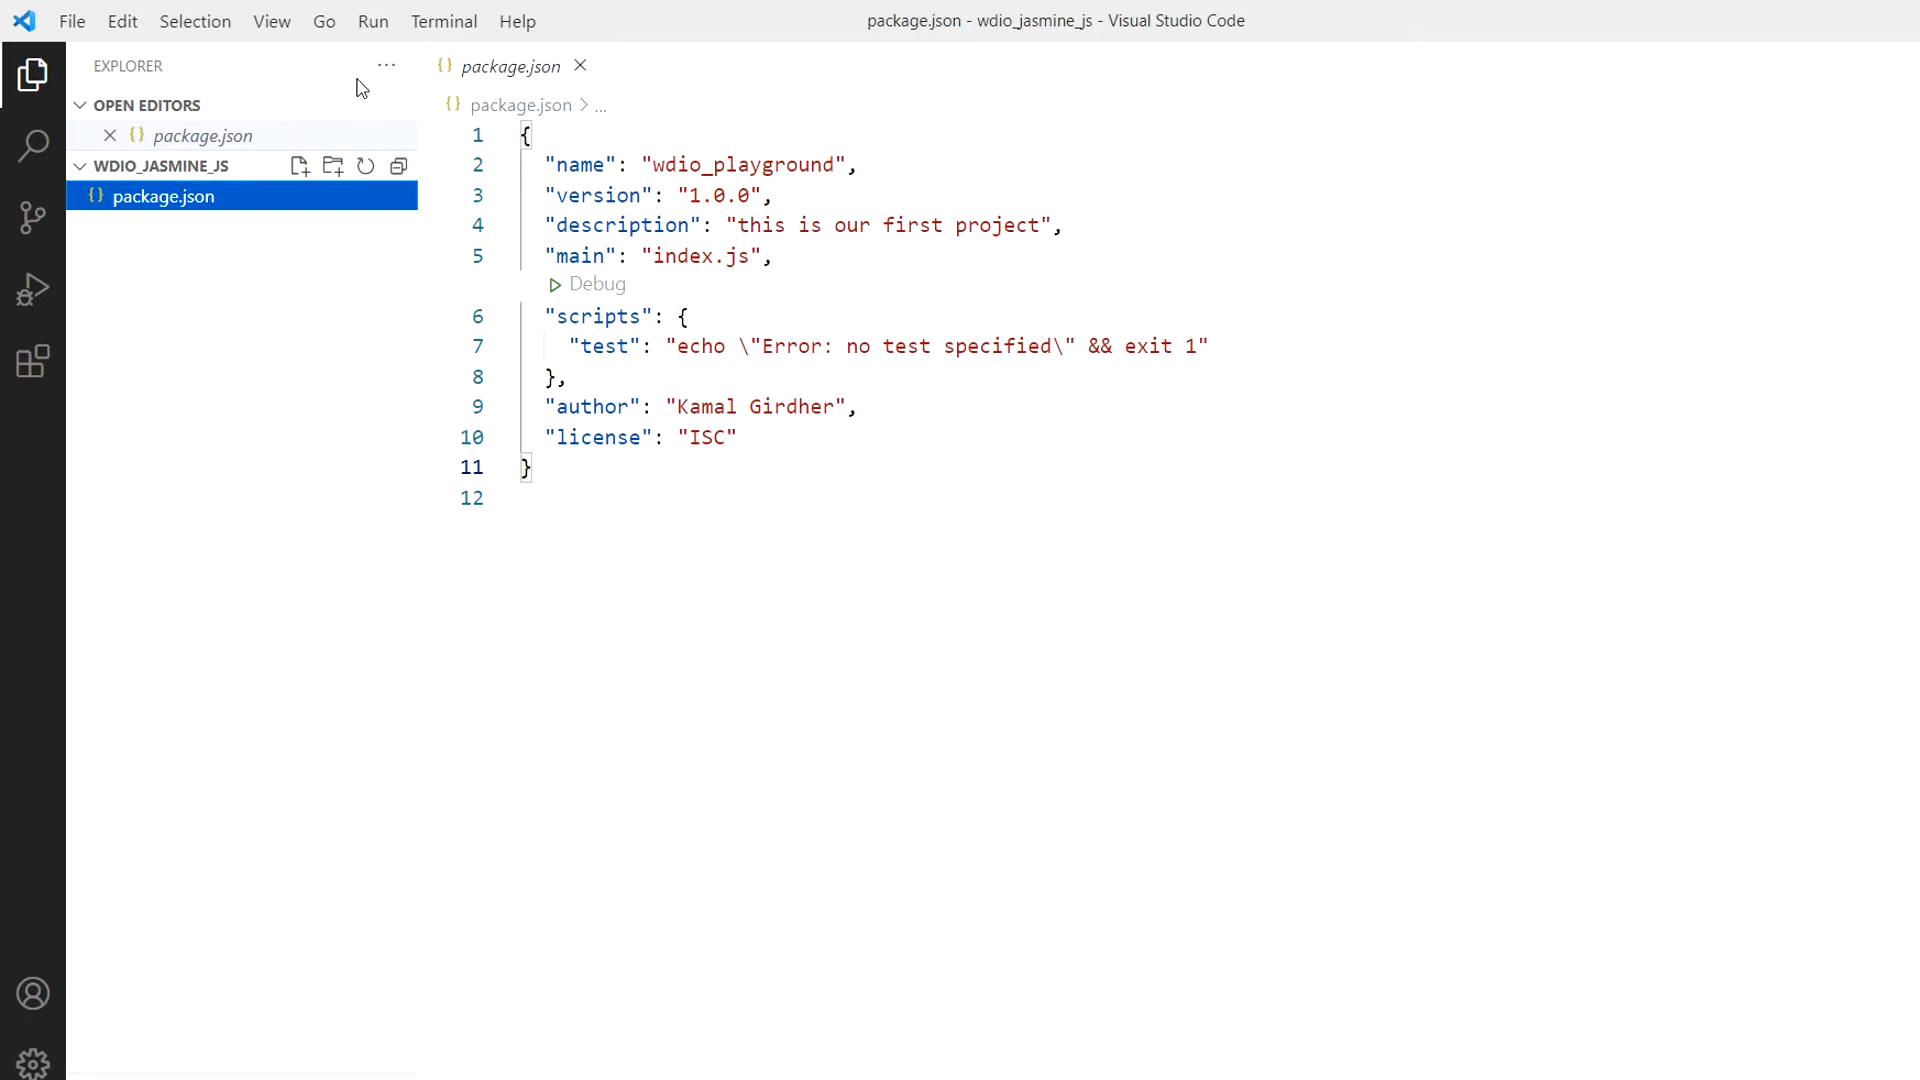 File Edit Selection View Go Run Terminal Help
package.json - wdio_jasmine_js - Visual Studio Code
EXPLORER
OPEN EDITORS
package.json
WDIO_JASMINE_JS
package.json
package.json
package.json > ...
1 {
2 "name": "wdio_playground",
3 "version": "1.0.0",
4 "description": "this is our first project",
5 "main": "index.js",
Debug
6 "scripts": {
7 "test": "echo \"Error: no test specified\" && exit 1"
8 },
9 "author": "Kamal Girdher",
10 "license": "ISC"
11 }
12